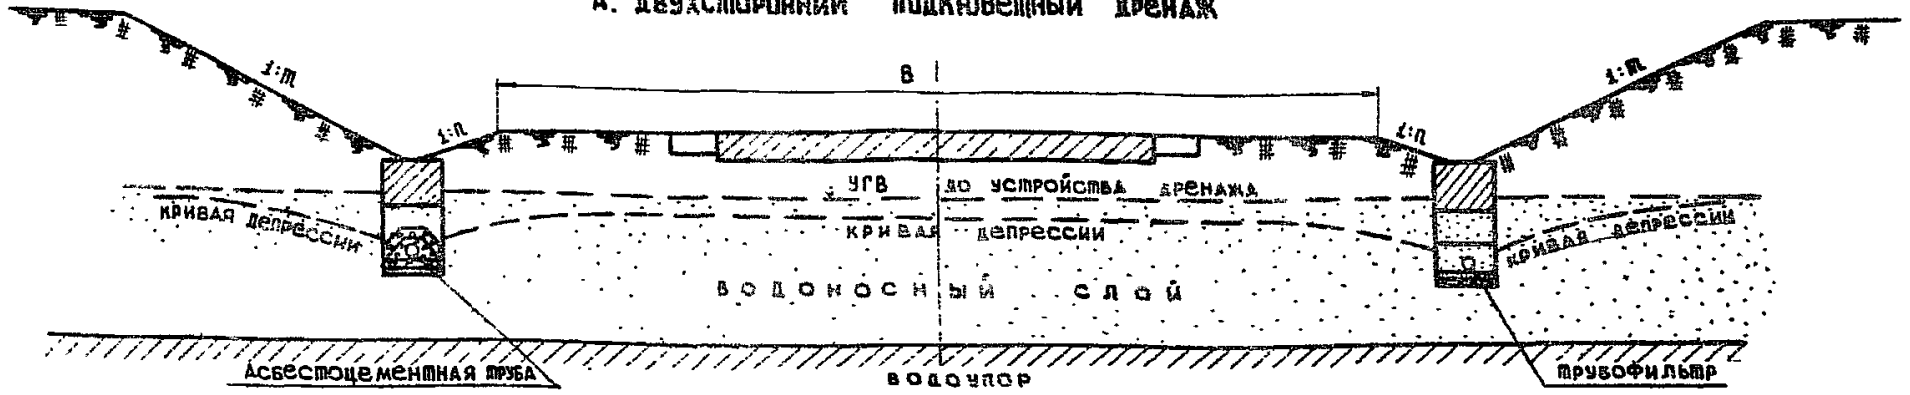 А. ДВУХСТОРОННИЙ ПОДКЮВЕТНЫЙ ДРЕНАЖ
В
1:m
1:m
1:n
1:n
УГВ ДО УСТРОЙСТВА ДРЕНАЖА
КРИВАЯ ДЕПРЕССИИ
КРИВАЯ ДЕПРЕССИИ
КРИВАЯ ДЕПРЕССИИ
ВОДОНОСНЫЙ СЛОЙ
АСБЕСТОЦЕМЕНТНАЯ ТРУБА
ВОДОУПОР
ТРУБОФИЛЬТР